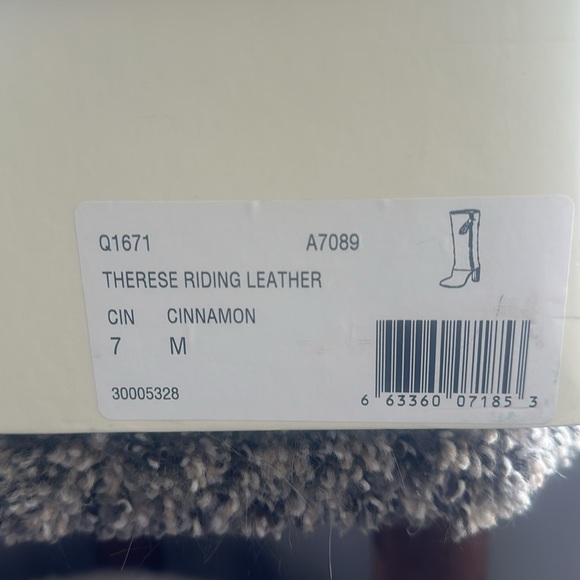 Q1671 A7089
THERESE RIDING LEATHER
CIN CINNAMON
7 M
30005328
6 63360 07185 3